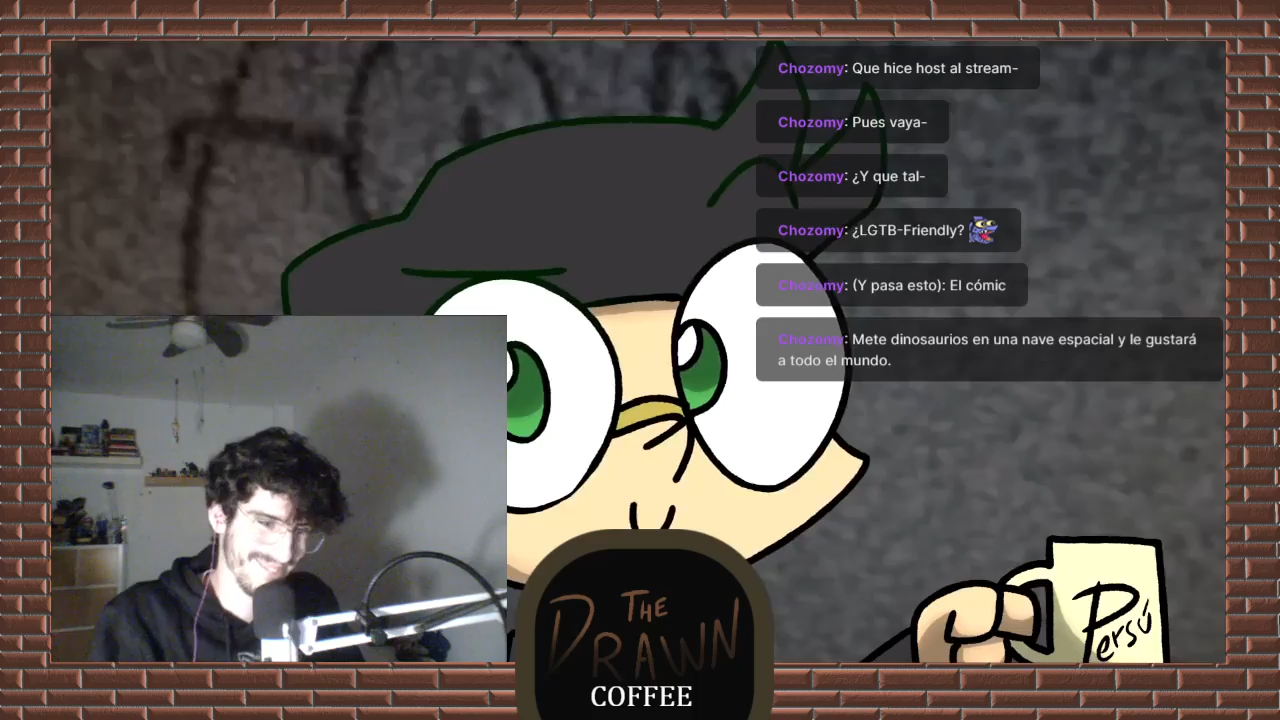 Chozomy: Que hice host al stream-
Chozomy: Pues vaya-
Chozomy: ¿Y que tal-
Chozomy: ¿LGTB-Friendly?
Chozomy: (Y pasa esto): El cómic
Chozomy: Mete dinosaurios en una nave espacial y le gustará
a todo el mundo.
Persú
THE
DRAWN
COFFEE